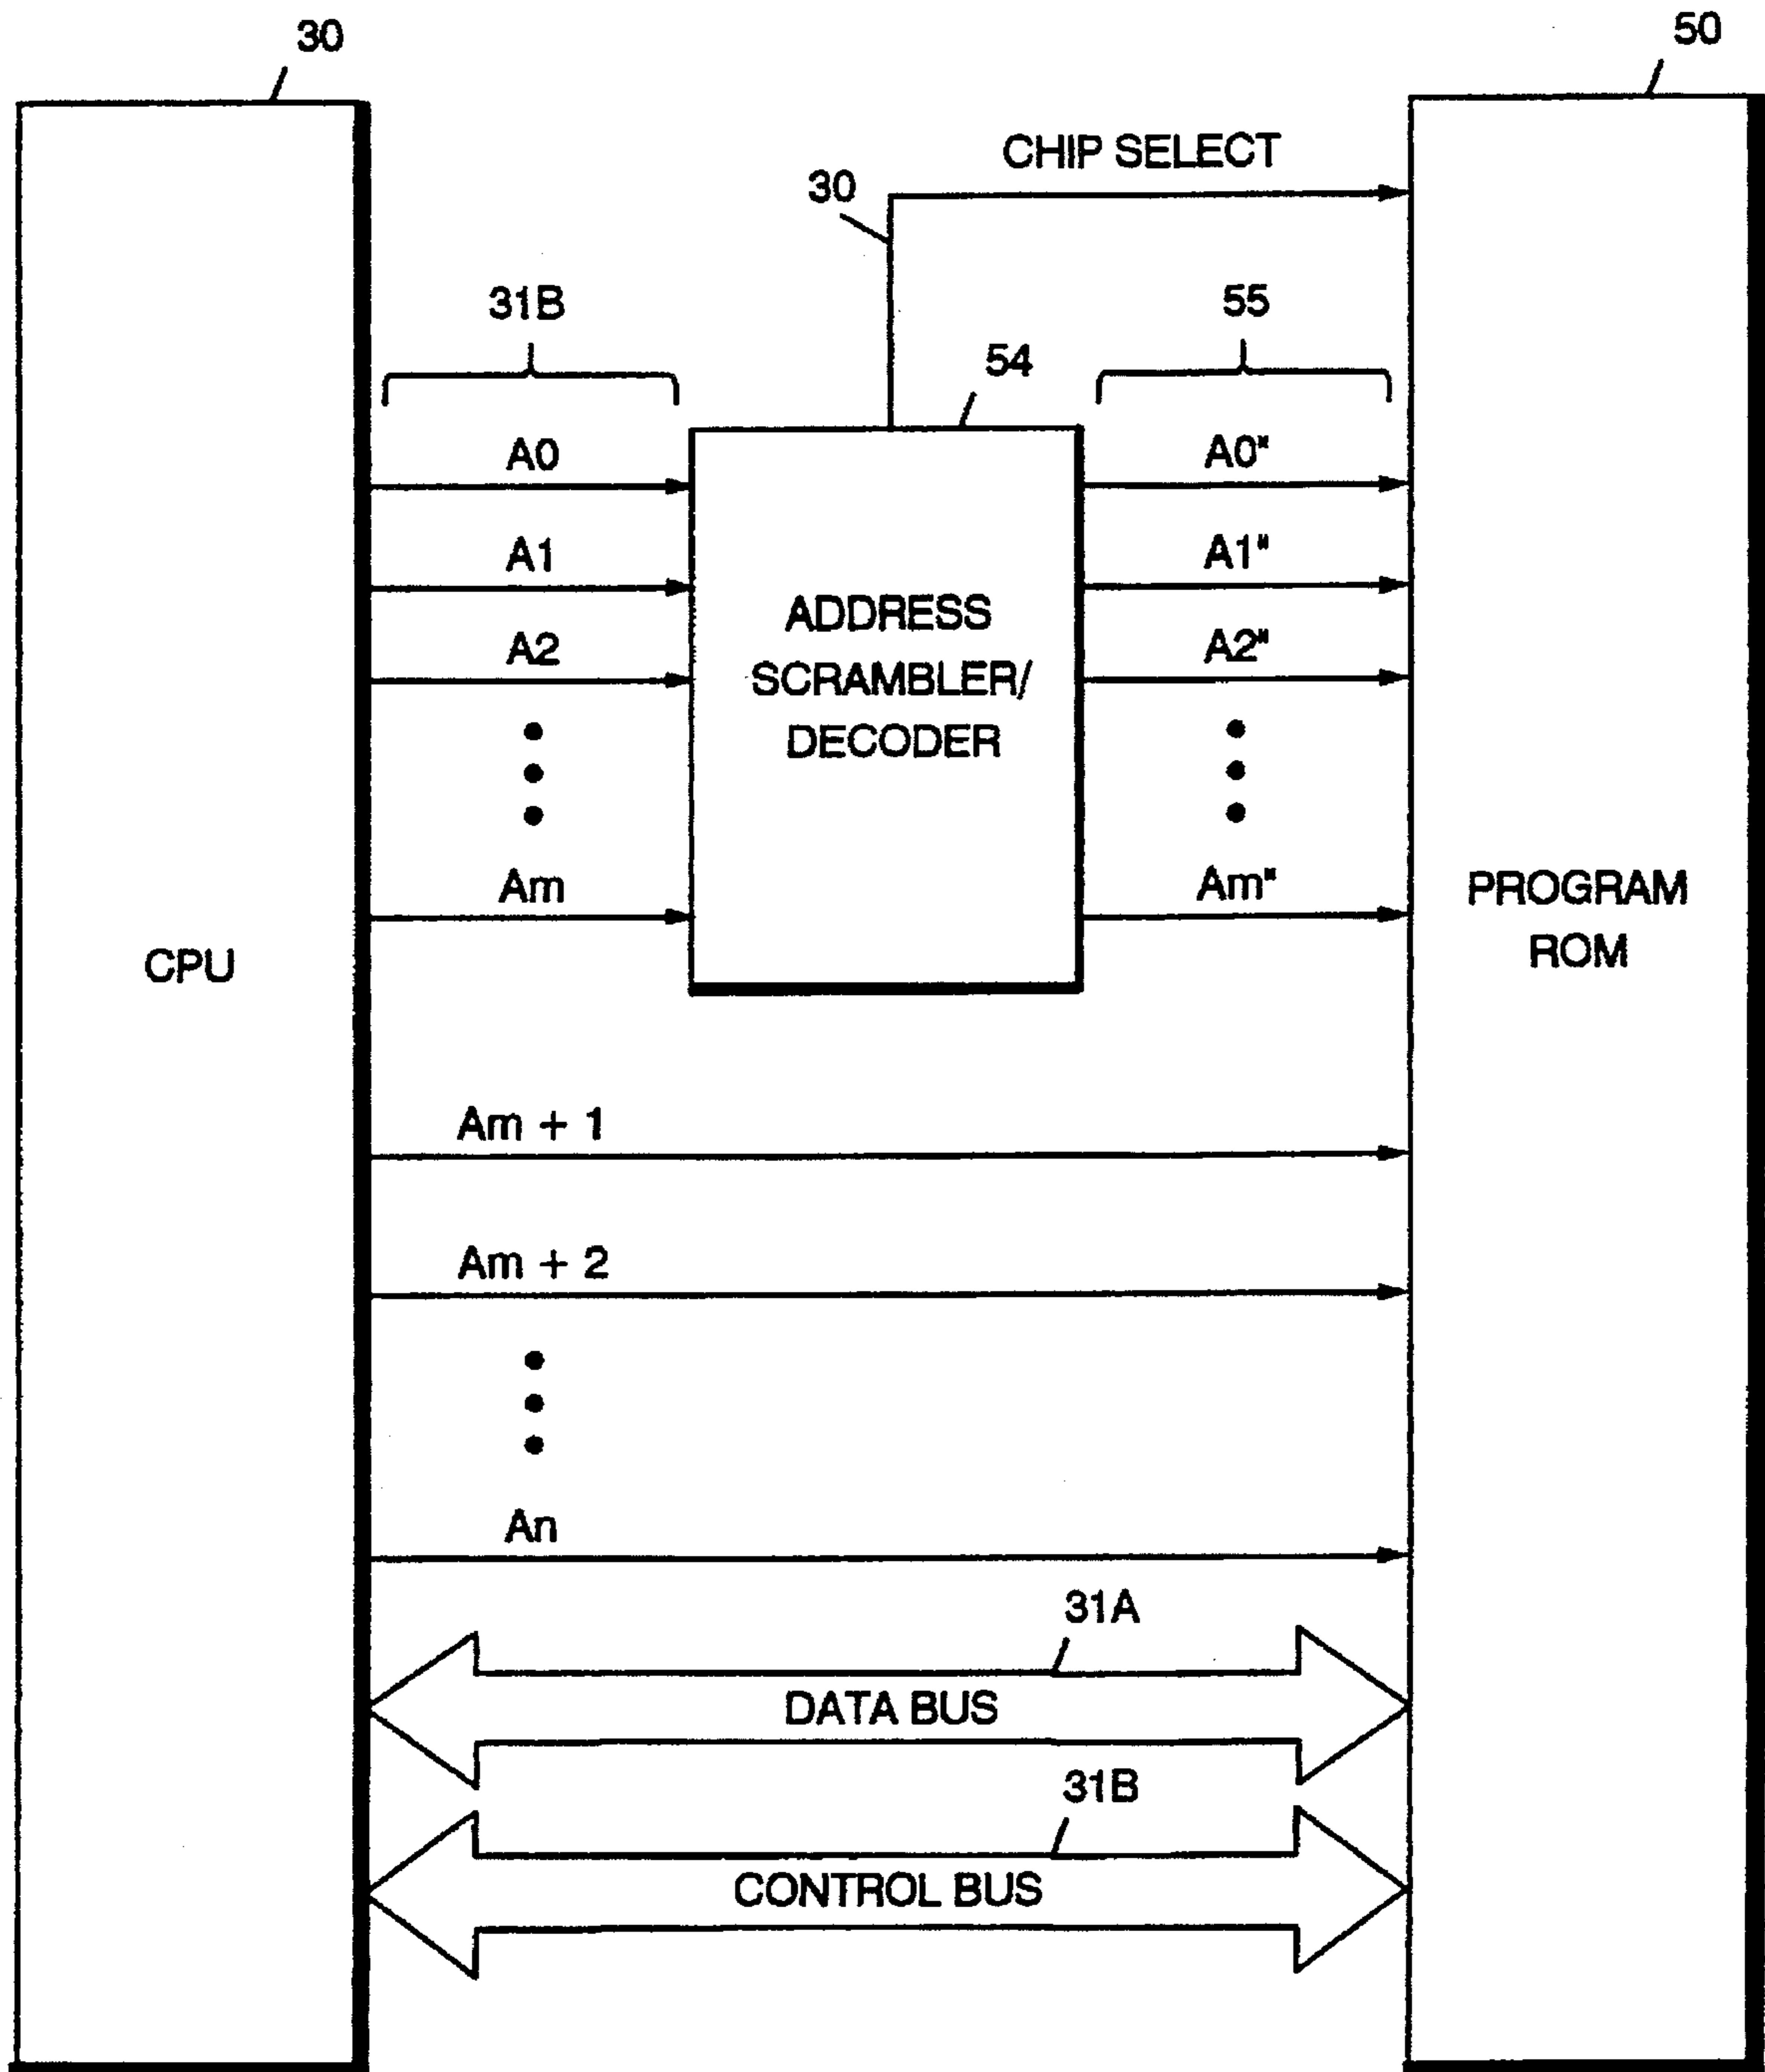 30
50
CHIP SELECT
30
31B
55
54
A0
A0*
A1
A1*
ADDRESS
SCRAMBLER/
DECODER
A2
A2*
Am
Am*
CPU
PROGRAM
ROM
Am + 1
Am + 2
An
31A
DATA BUS
31B
CONTROL BUS